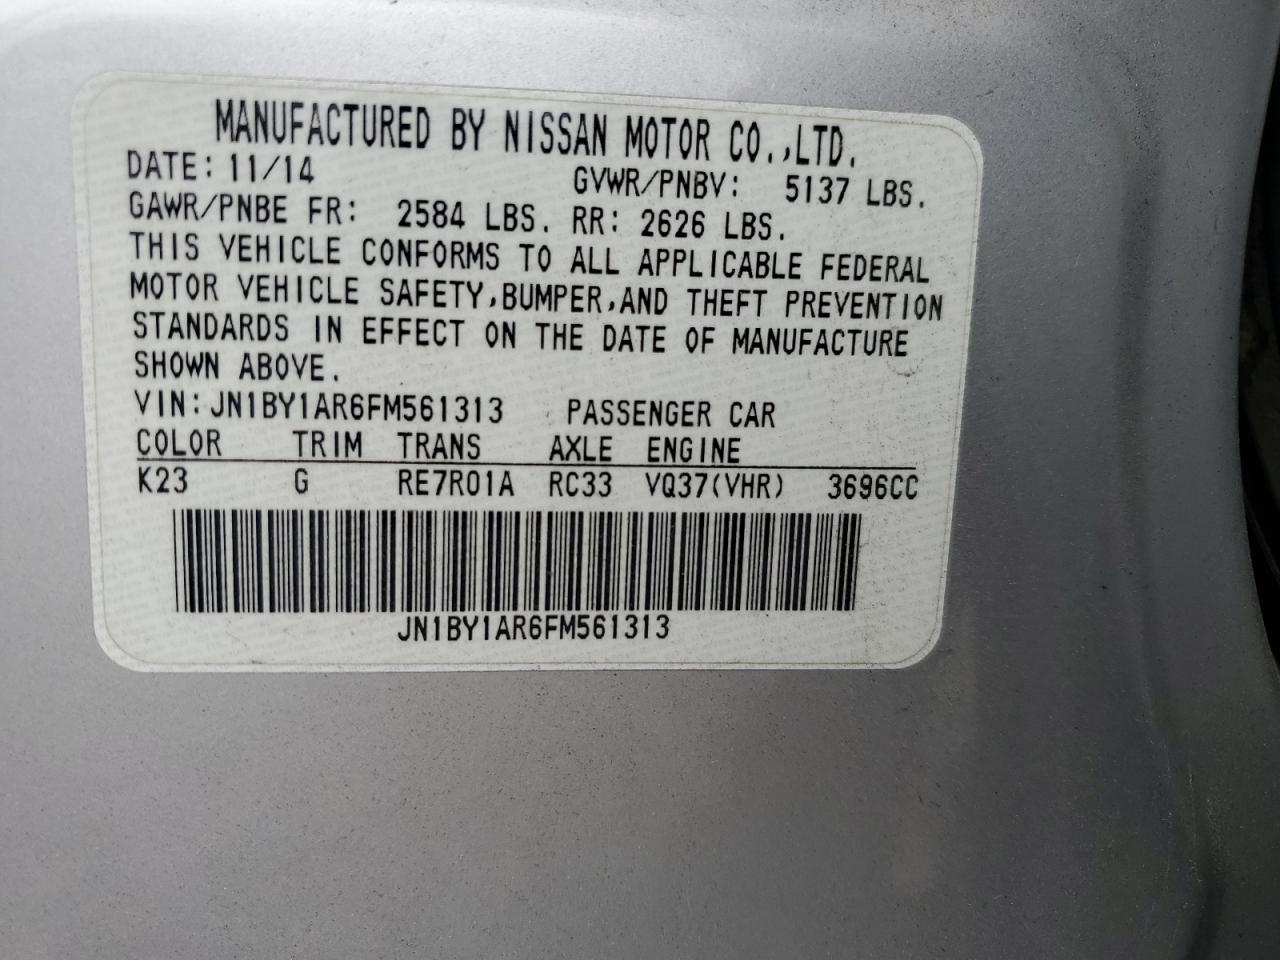 MANUFACTURED BY NISSAN MOTOR CO.,LTD.
DATE: 11/14 GVWR/PNBV: 5137 LBS.
GAWR/PNBE FR: 2584 LBS. RR: 2626 LBS.
THIS VEHICLE CONFORMS TO ALL APPLICABLE FEDERAL
MOTOR VEHICLE SAFETY,BUMPER,AND THEFT PREVENTION
STANDARDS IN EFFECT ON THE DATE OF MANUFACTURE
SHOWN ABOVE.
VIN:JN1BY1AR6FM561313 PASSENGER CAR
COLOR TRIM TRANS AXLE ENGINE
K23 G RE7R01A RC33 VQ37(VHR) 3696CC
JN1BY1AR6FM561313